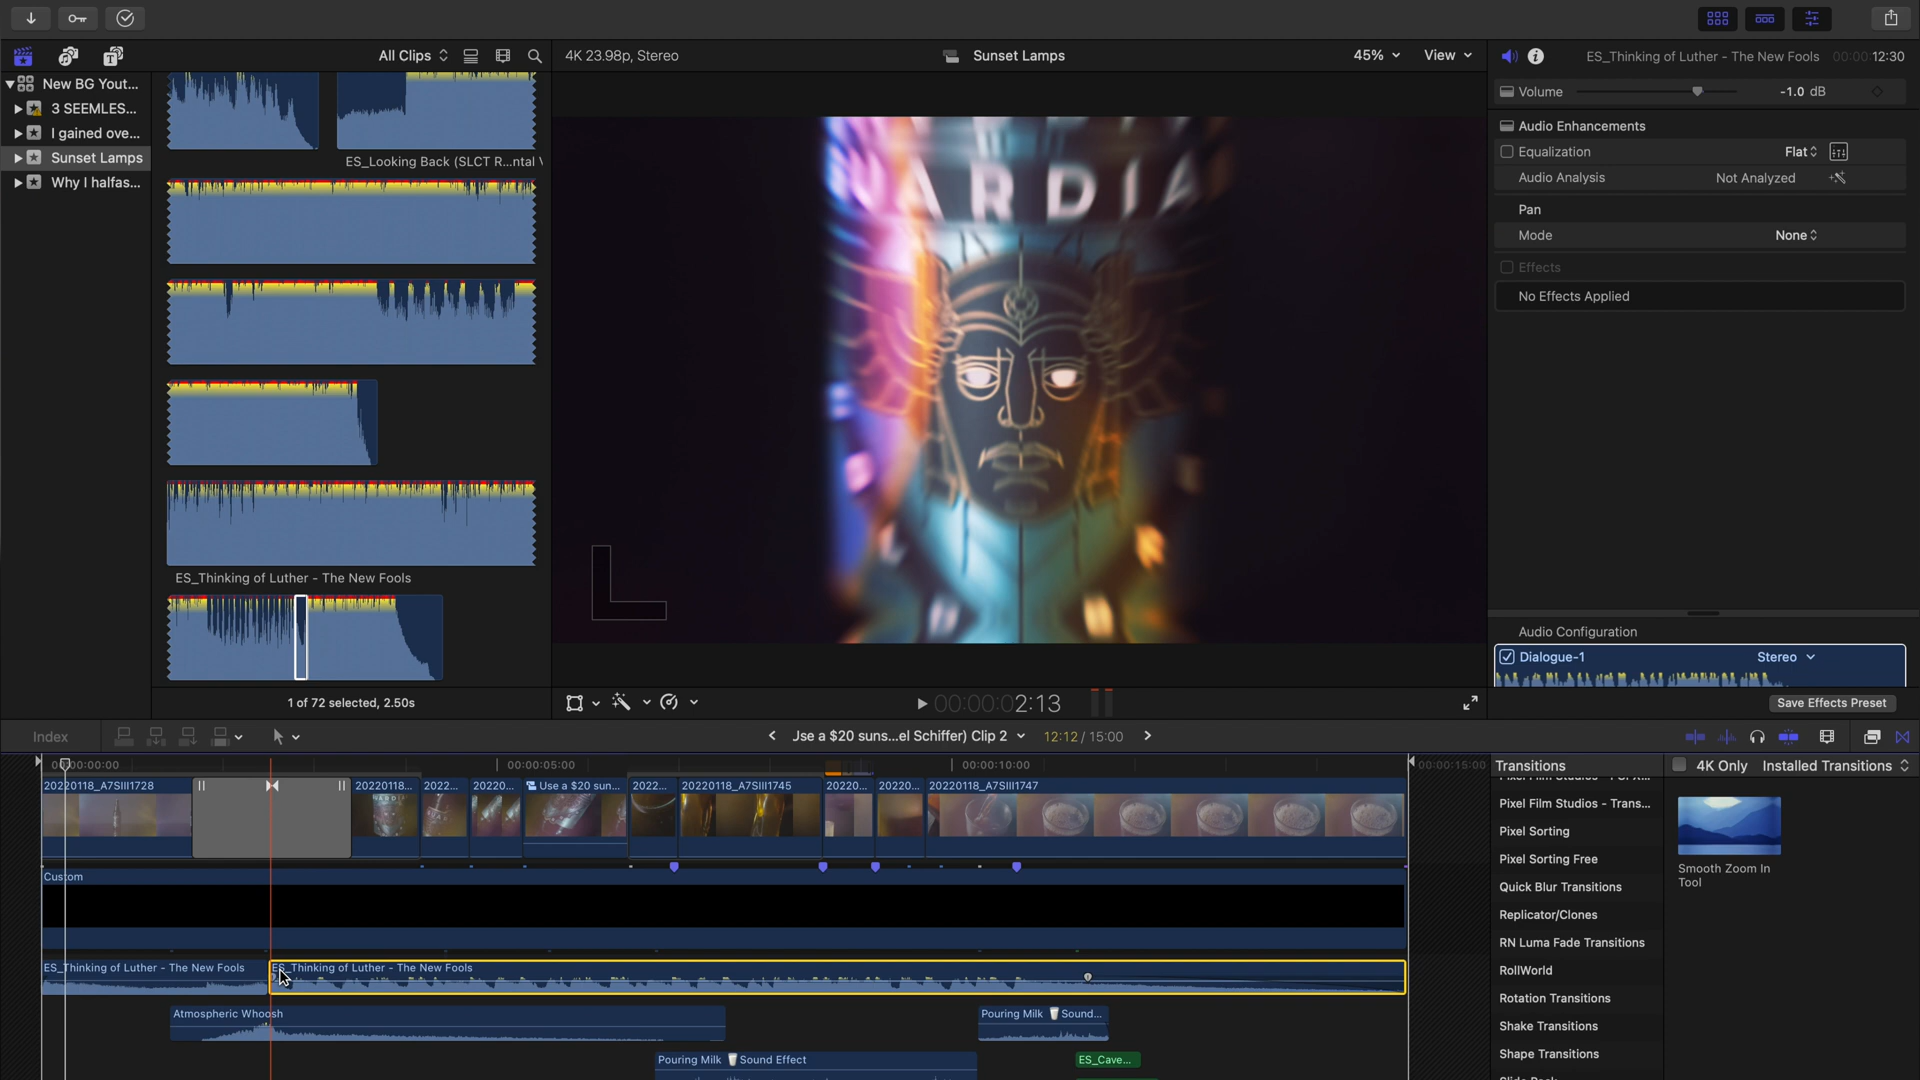 All Clips
4K 23.98p, Stereo
Sunset Lamps
45%
View
ES_Thinking of Luther - The New Fools
00:00:12:30
New BG Yout...
3 SEEMLES...
I gained ove...
Sunset Lamps
Why I halfas...
ES_Looking Back (SLCT R...ntal V
ES_Thinking of Luther - The New Fools
1 of 72 selected, 2.50s
ARDIA
Volume
-1.0 dB
Audio Enhancements
Equalization
Flat
Audio Analysis
Not Analyzed
Pan
Mode
None
Effects
No Effects Applied
Audio Configuration
Dialogue-1
Stereo
Save Effects Preset
00:00:02:13
Index
Jse a $20 suns...el Schiffer) Clip 2
12:12 / 15:00
00:00:00:00
00:00:05:00
00:00:10:00
00:00:15:00
20220118_A7SIII1728
20220118...
2022...
20220...
Use a $20 sun...
2022...
20220118_A7SIII1745
20220...
20220...
20220118_A7SIII1747
Custom
ES_Thinking of Luther - The New Fools
ES_Thinking of Luther - The New Fools
Atmospheric Whoosh
Pouring Milk 🥛Sound...
Pouring Milk 🥛Sound Effect
ES_Cave...
Transitions
4K Only
Installed Transitions
Pixel Film Studios - Trans...
Pixel Sorting
Pixel Sorting Free
Quick Blur Transitions
Replicator/Clones
RN Luma Fade Transitions
RollWorld
Rotation Transitions
Shake Transitions
Shape Transitions
Smooth Zoom In
Tool